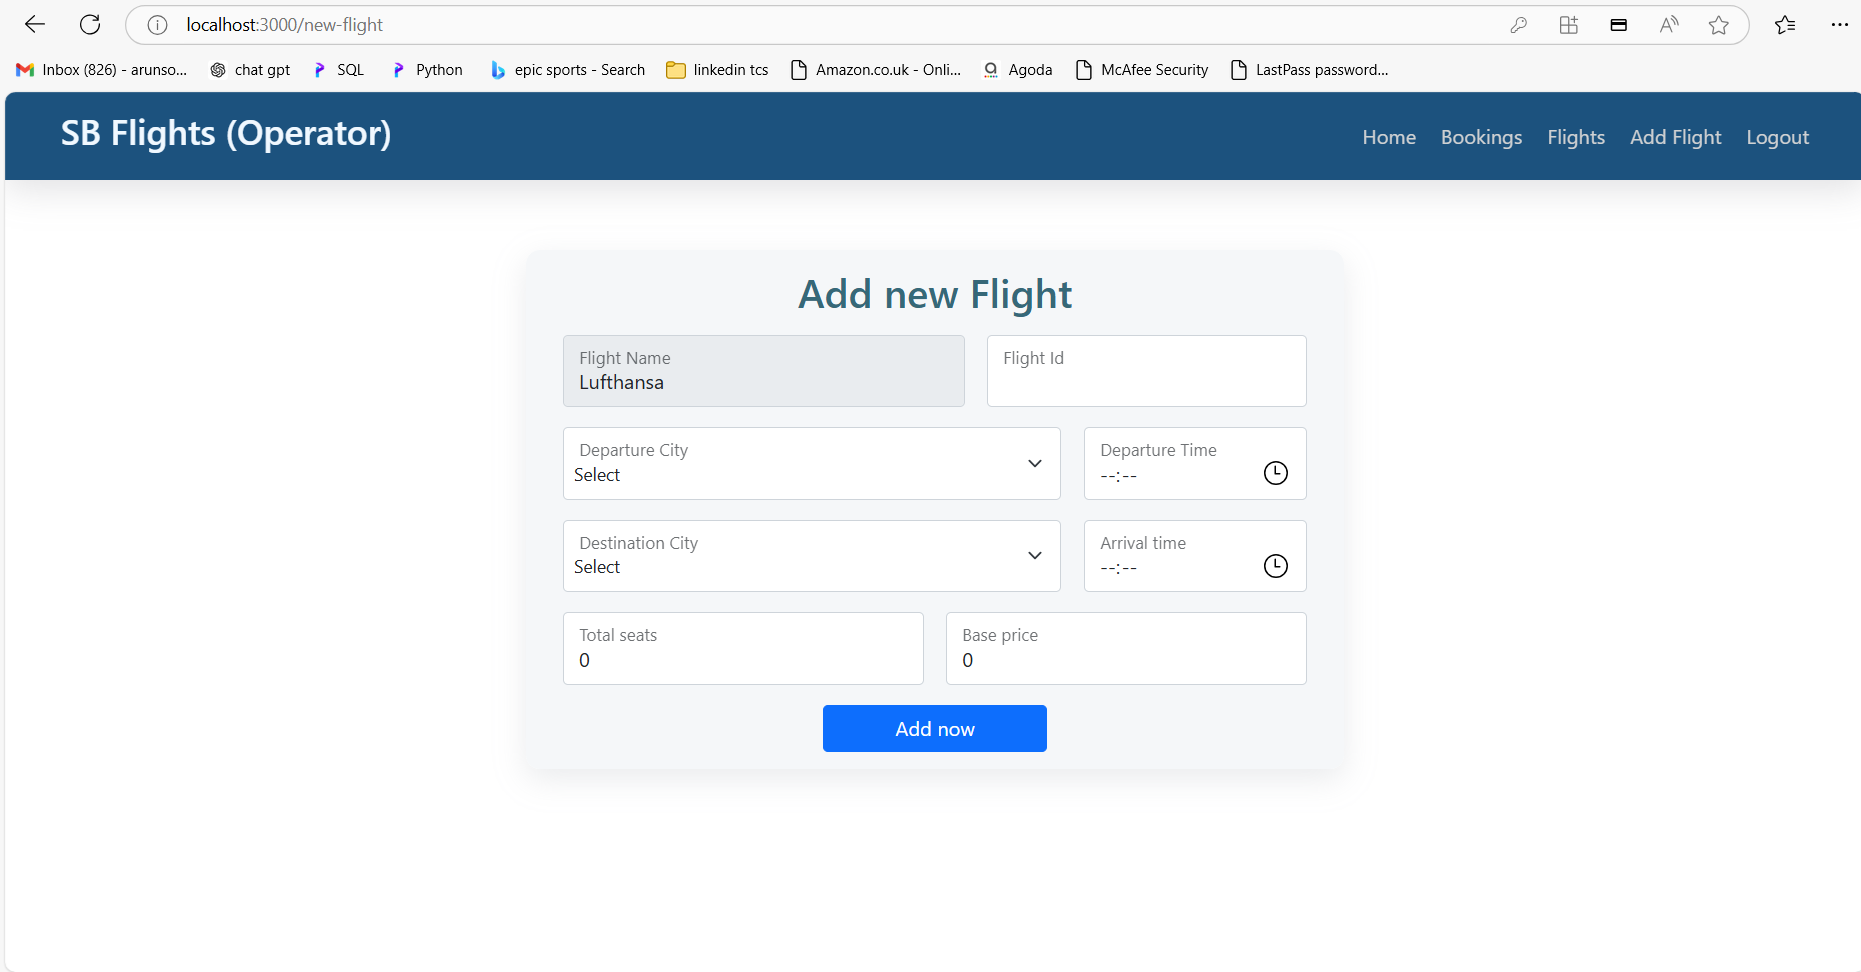 localhost:3000/new-flight
Inbox (826) - arunso...
chat gpt
SQL
Python
epic sports - Search
linkedin tcs
Amazon.co.uk - Onli...
Agoda
McAfee Security
LastPass password...
SB Flights (Operator)
Home
Bookings
Flights
Add Flight
Logout
Add new Flight
Flight Name
Lufthansa
Flight Id
Departure City
Select
Departure Time
--:--
Destination City
Select
Arrival time
--:--
Total seats
0
Base price
0
Add now